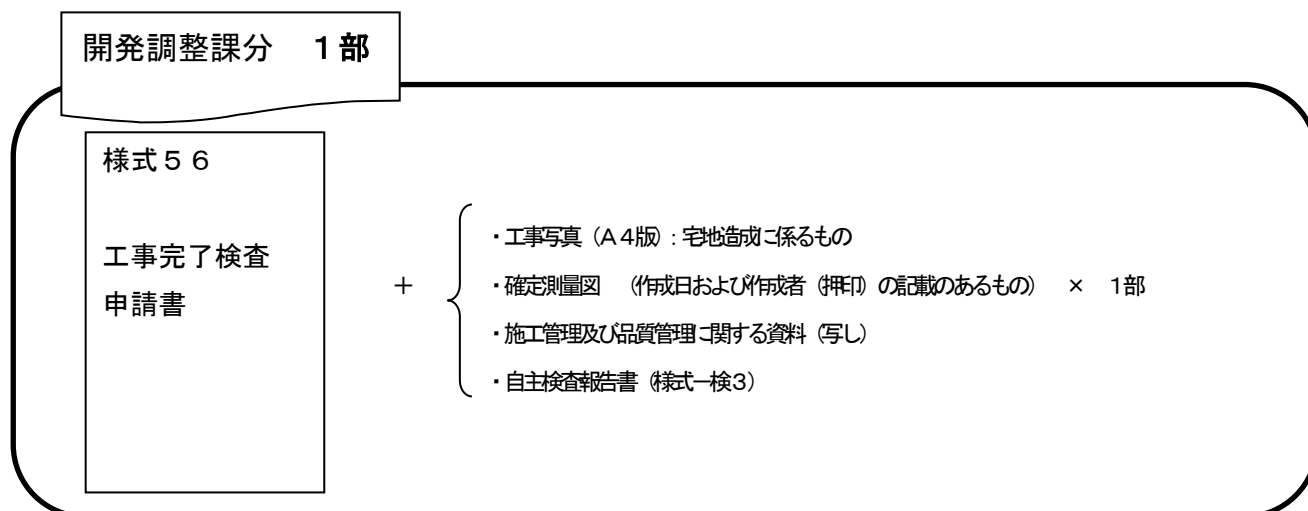 開発調整課分　１部
様式５６
工事完了検査
申請書
＋
・工事写真（Ａ４版）：宅地造成に係るもの
・確定測量図　（作成日および作成者（押印）の記載のあるもの）　×　１部
・施工管理及び品質管理に関する資料（写し）
・自主検査報告書（様式－検３）